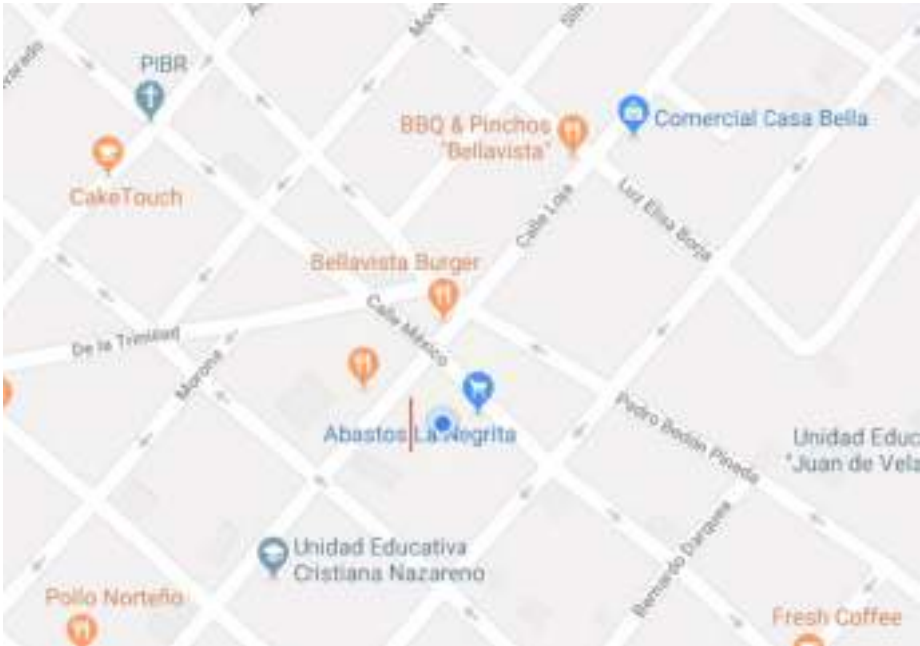 PIBR
CakeTouch
BBQ & Pinchos
"Bellavista"
Comercial Casa Bella
Luz Elisa Borja
Calle Loja
Bellavista Burger
De la Trinidad
Calle México
Morona
Abastos La Negrita
Pedro Bedón Pineda
Unidad Educ
"Juan de Vela
Unidad Educativa
Cristiana Nazareno
Bernardo Darquea
Pollo Norteño
Fresh Coffee